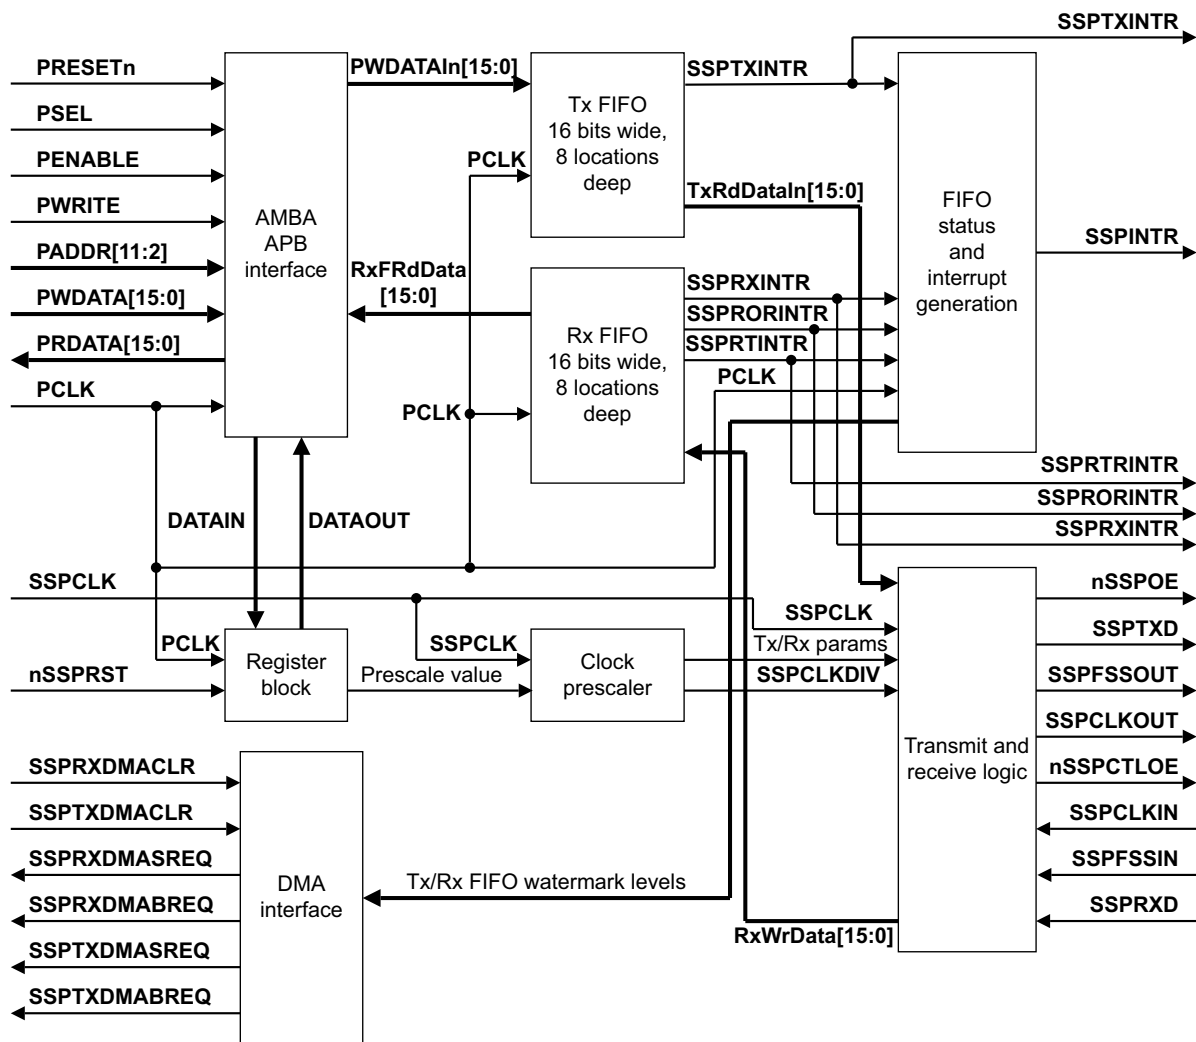 SSPTXINTR
PRESETn
PWDATAIn[15:0]
SSPTXINTR
PSEL
Tx FIFO
16 bits wide,
8 locations
deep
PENABLE
PCLK
PWRITE
TxRdDataIn[15:0]
AMBA
APB
interface
FIFO
status
and
interrupt
generation
SSPINTR
PADDR[11:2]
RxFRdData
[15:0]
SSPRXINTR
PWDATA[15:0]
SSPRORINTR
Rx FIFO
16 bits wide,
8 locations
deep
PRDATA[15:0]
SSPRTINTR
PCLK
PCLK
PCLK
SSPRTRINTR
SSPRORINTR
SSPRXINTR
DATAIN
DATAOUT
SSPCLK
nSSPOE
SSPCLK
PCLK
SSPCLK
Tx/Rx params
SSPTXD
Register
block
Clock
prescaler
nSSPRST
Prescale value
SSPCLKDIV
SSPFSSOUT
SSPCLKOUT
Transmit and
receive logic
SSPRXDMACLR
nSSPCTLOE
SSPTXDMACLR
SSPCLKIN
SSPRXDMASREQ
SSPFSSIN
DMA
interface
Tx/Rx FIFO watermark levels
SSPRXDMABREQ
SSPRXD
RxWrData[15:0]
SSPTXDMASREQ
SSPTXDMABREQ